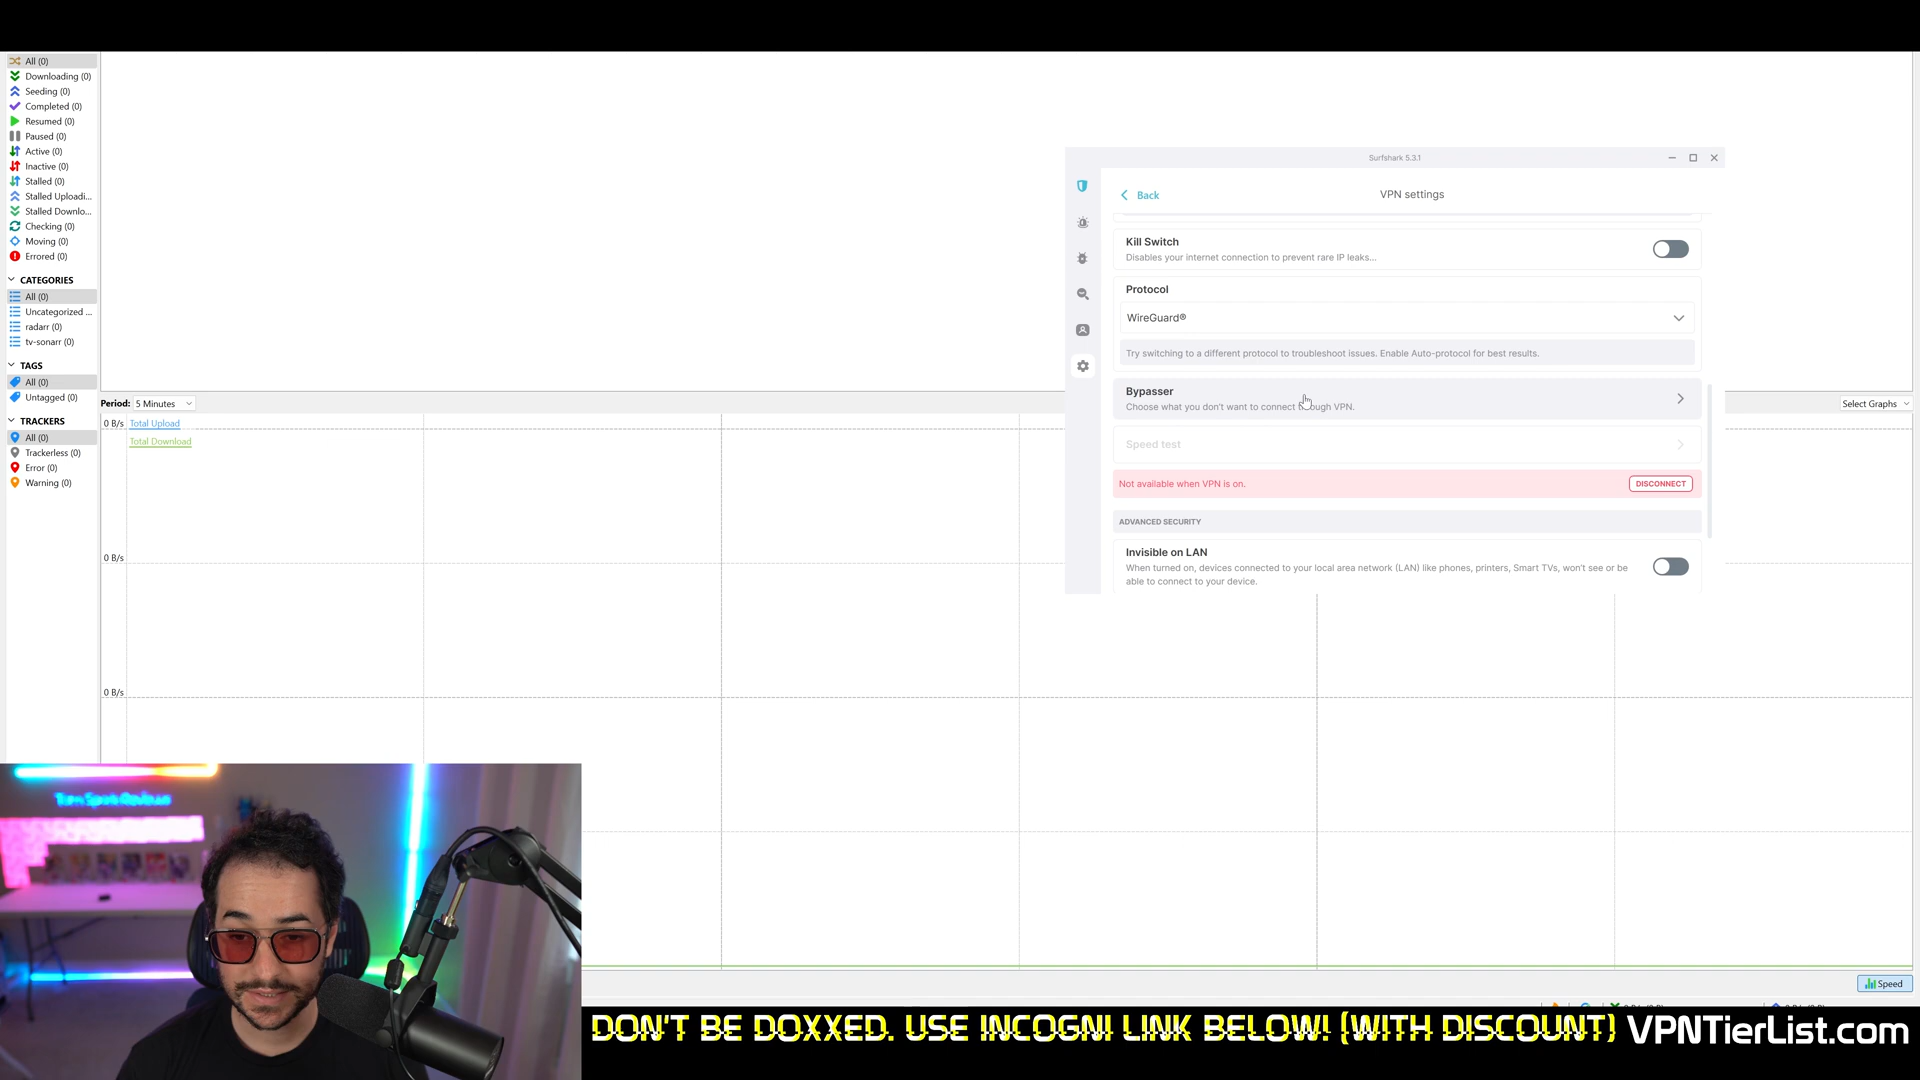 All (0)
Downloading (0)
Seeding (0)
Completed (0)
Resumed (0)
Paused (0)
Active (0)
Inactive (0)
Stalled (0)
Stalled Uploadi...
Stalled Downlo...
Checking (0)
Moving (0)
Errored (0)
CATEGORIES
All (0)
Uncategorized ...
radarr (0)
tv-sonarr (0)
TAGS
All (0)
Untagged (0)
TRACKERS
All (0)
Trackerless (0)
Error (0)
Warning (0)
Period: 5 Minutes
Select Graphs
0 B/s
Total Upload
Total Download
0 B/s
0 B/s
Surfshark 5.3.1
Back
VPN settings
Kill Switch
Disables your internet connection to prevent rare IP leaks...
Protocol
WireGuard®
Try switching to a different protocol to troubleshoot issues. Enable Auto-protocol for best results.
Bypasser
Choose what you don't want to connect through VPN.
Speed test
Not available when VPN is on.
DISCONNECT
ADVANCED SECURITY
Invisible on LAN
When turned on, devices connected to your local area network (LAN) like phones, printers, Smart TVs, won't see or be
able to connect to your device.
Speed
DON'T BE DOXXED. USE INCOGNI LINK BELOW! (WITH DISCOUNT) VPNTierList.com